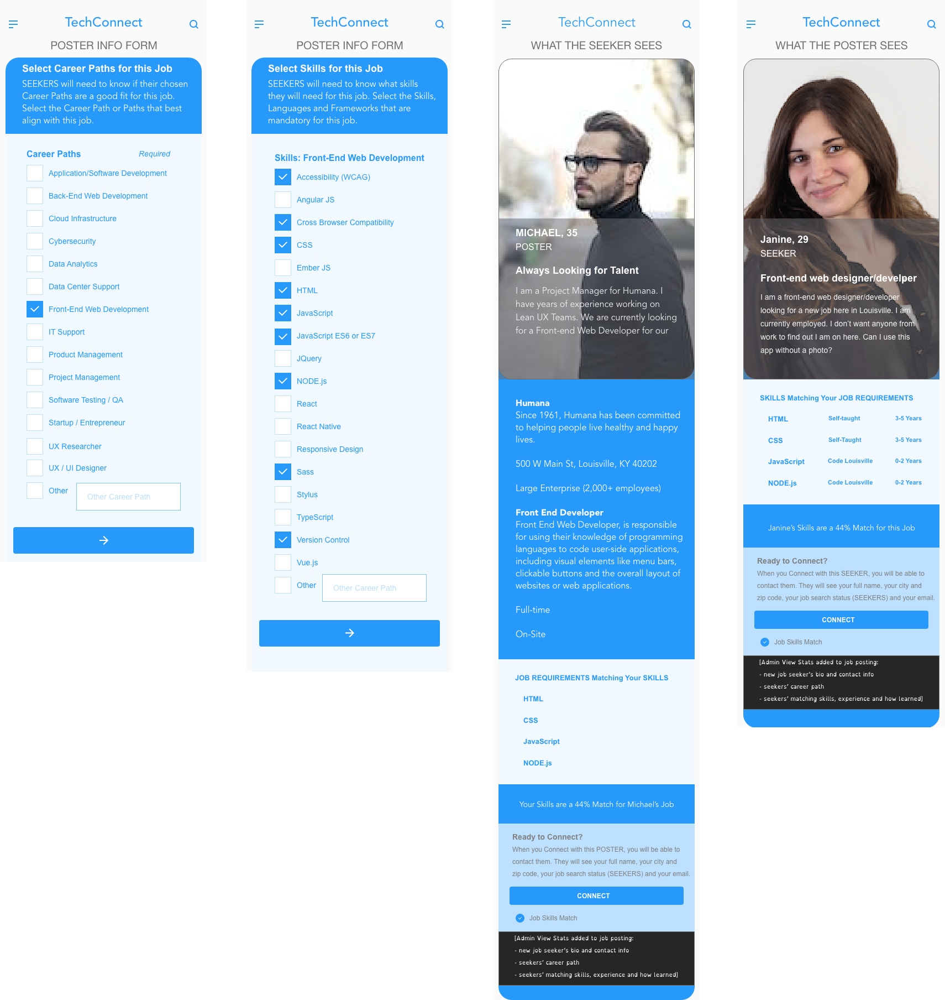 TechConnect
POSTER INFO FORM
Select Career Paths for this Job
SEEKERS will need to know if their chosen
Career Paths are a good fit for this job.
Select the Career Path or Paths that best
align with this job.
Career Paths
Required
Application/Software Development
Back-End Web Development
Cloud Infrastructure
Cybersecurity
Data Analytics
Data Center Support
Front-End Web Development
IT Support
Product Management
Project Management
Software Testing / QA
Startup / Entrepreneur
UX Researcher
UX / UI Designer
Other
Other Career Path
TechConnect
POSTER INFO FORM
Select Skills for this Job
SEEKERS will need to know what skills
they will need for this job. Select the Skills,
Languages and Frameworks that are
mandatory for this job.
Skills: Front-End Web Development
Accessibility (WCAG)
Angular JS
Cross Browser Compatibility
CSS
Ember JS
HTML
JavaScript
JavaScript ES6 or ES7
JQuery
NODE.js
React
React Native
Responsive Design
Sass
Stylus
TypeScript
Version Control
Vue.js
Other
Other Career Path
TechConnect
WHAT THE SEEKER SEES
MICHAEL, 35
POSTER
Always Looking for Talent
I am a Project Manager for Humana. I
have years of experience working on
Lean UX Teams. We are currently looking
for a Front-end Web Developer for our
Humana
Since 1961, Humana has been committed
to helping people live healthy and happy
lives.
500 W Main St, Louisville, KY 40202
Large Enterprise (2,000+ employees)
Front End Developer
Front End Web Developer, is responsible
for using their knowledge of programming
languages to code user-side applications,
including visual elements like menu bars,
clickable buttons and the overall layout of
websites or web applications.
Full-time
On-Site
JOB REQUIREMENTS Matching Your SKILLS
HTML
CSS
JavaScript
NODE.js
Your Skills are a 44% Match for Michael's Job
Ready to Connect?
When you Connect with this POSTER, you will be able to
contact them. They will see your full name, your city and
zip code, your job search status (SEEKERS) and your email.
CONNECT
Job Skills Match
[Admin View Stats added to job posting:
- new job seeker's bio and contact info
- seekers' career path
- seekers' matching skills, experience and how learned]
TechConnect
WHAT THE POSTER SEES
Janine, 29
SEEKER
Front-end web designer/develper
I am a front-end web designer/developer
looking for a new job here in Louisville. I am
currently employed. I don't want anyone from
work to find out I am on here. Can I use this
app without a photo?
SKILLS Matching Your JOB REQUIREMENTS
HTML Self-taught 3-5 Years
CSS Self-Taught 3-5 Years
JavaScript Code Louisville 0-2 Years
NODE.js Code Louisville 0-2 Years
Janine's Skills are a 44% Match for this Job
Ready to Connect?
When you Connect with this SEEKER, you will be able to
contact them. They will see your full name, your city and
zip code, your job search status (SEEKERS) and your email.
CONNECT
Job Skills Match
[Admin View Stats added to job posting:
- new job seeker's bio and contact info
- seekers' career path
- seekers' matching skills, experience and how learned]